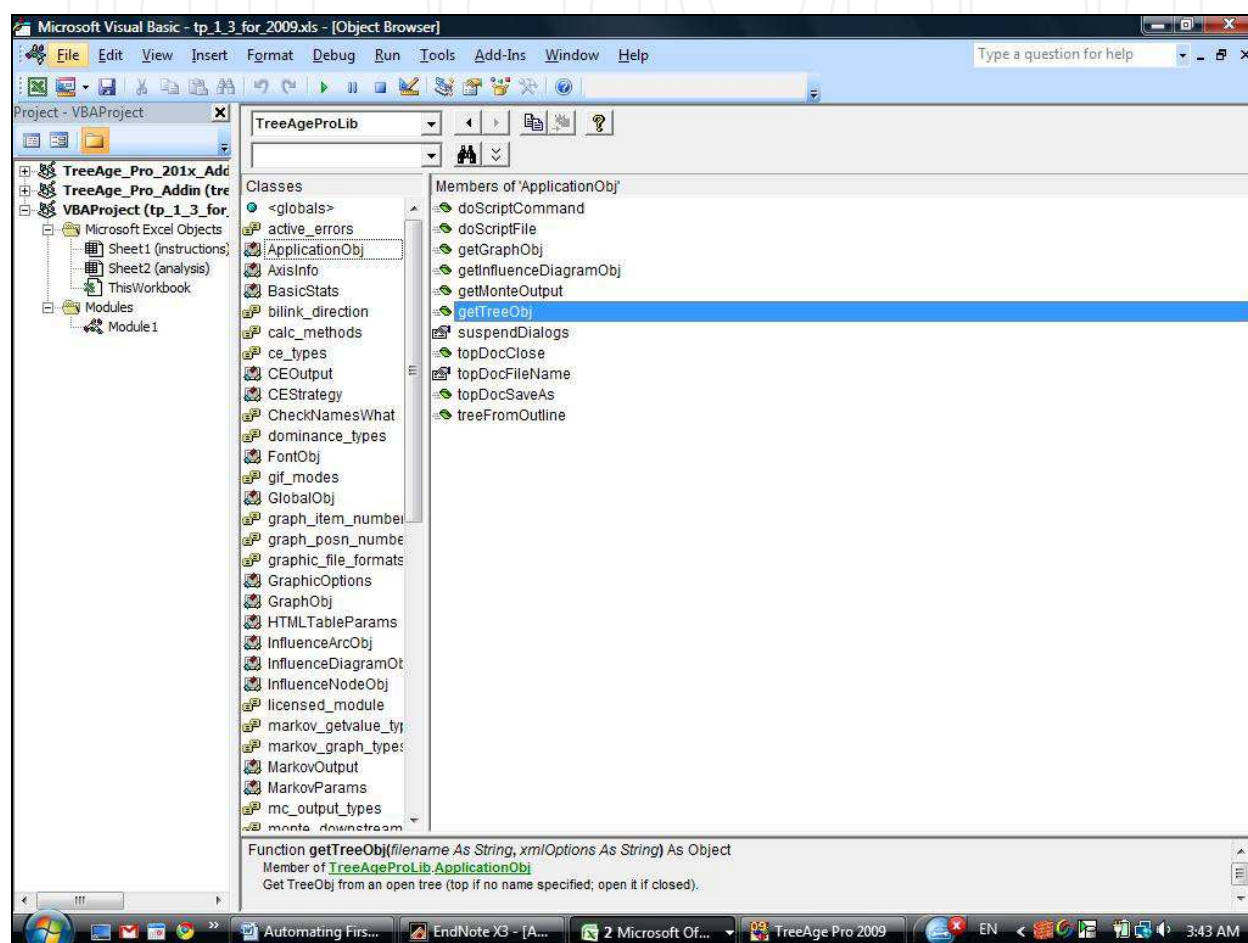 Microsoft Visual Basic - tp_1_3_for_2009.xls - [Object Browser]
File Edit View Insert Format Debug Run Tools Add-Ins Window Help
Type a question for help
Project - VBAProject
TreeAge_Pro_201x_Add
TreeAge_Pro_Addin (tre
VBAProject (tp_1_3_for_
Microsoft Excel Objects
Sheet1 (instructions)
Sheet2 (analysis)
ThisWorkbook
Modules
Module1
TreeAgeProLib
Classes
<globals>
active_errors
ApplicationObj
AxisInfo
BasicStats
bilink_direction
calc_methods
ce_types
CEOutput
CEStrategy
CheckNamesWhat
dominance_types
FontObj
gif_modes
GlobalObj
graph_item_number
graph_posn_numbe
graphic_file_formats
GraphicOptions
GraphObj
HTMLTableParams
InfluenceArcObj
InfluenceDiagramOb
InfluenceNodeObj
licensed_module
markov_getvalue_typ
markov_graph_types
MarkovOutput
MarkovParams
mc_output_types
monte_downstream
Members of 'ApplicationObj'
doScriptCommand
doScriptFile
getGraphObj
getInfluenceDiagramObj
getMonteOutput
getTreeObj
suspendDialogs
topDocClose
topDocFileName
topDocSaveAs
treeFromOutline
Function getTreeObj(filename As String, xmlOptions As String) As Object
Member of TreeAgeProLib.ApplicationObj
Get TreeObj from an open tree (top if no name specified; open it if closed).
Automating Firs... EndNote X3 - [A... 2 Microsoft Of... TreeAge Pro 2009 EN 3:43 AM